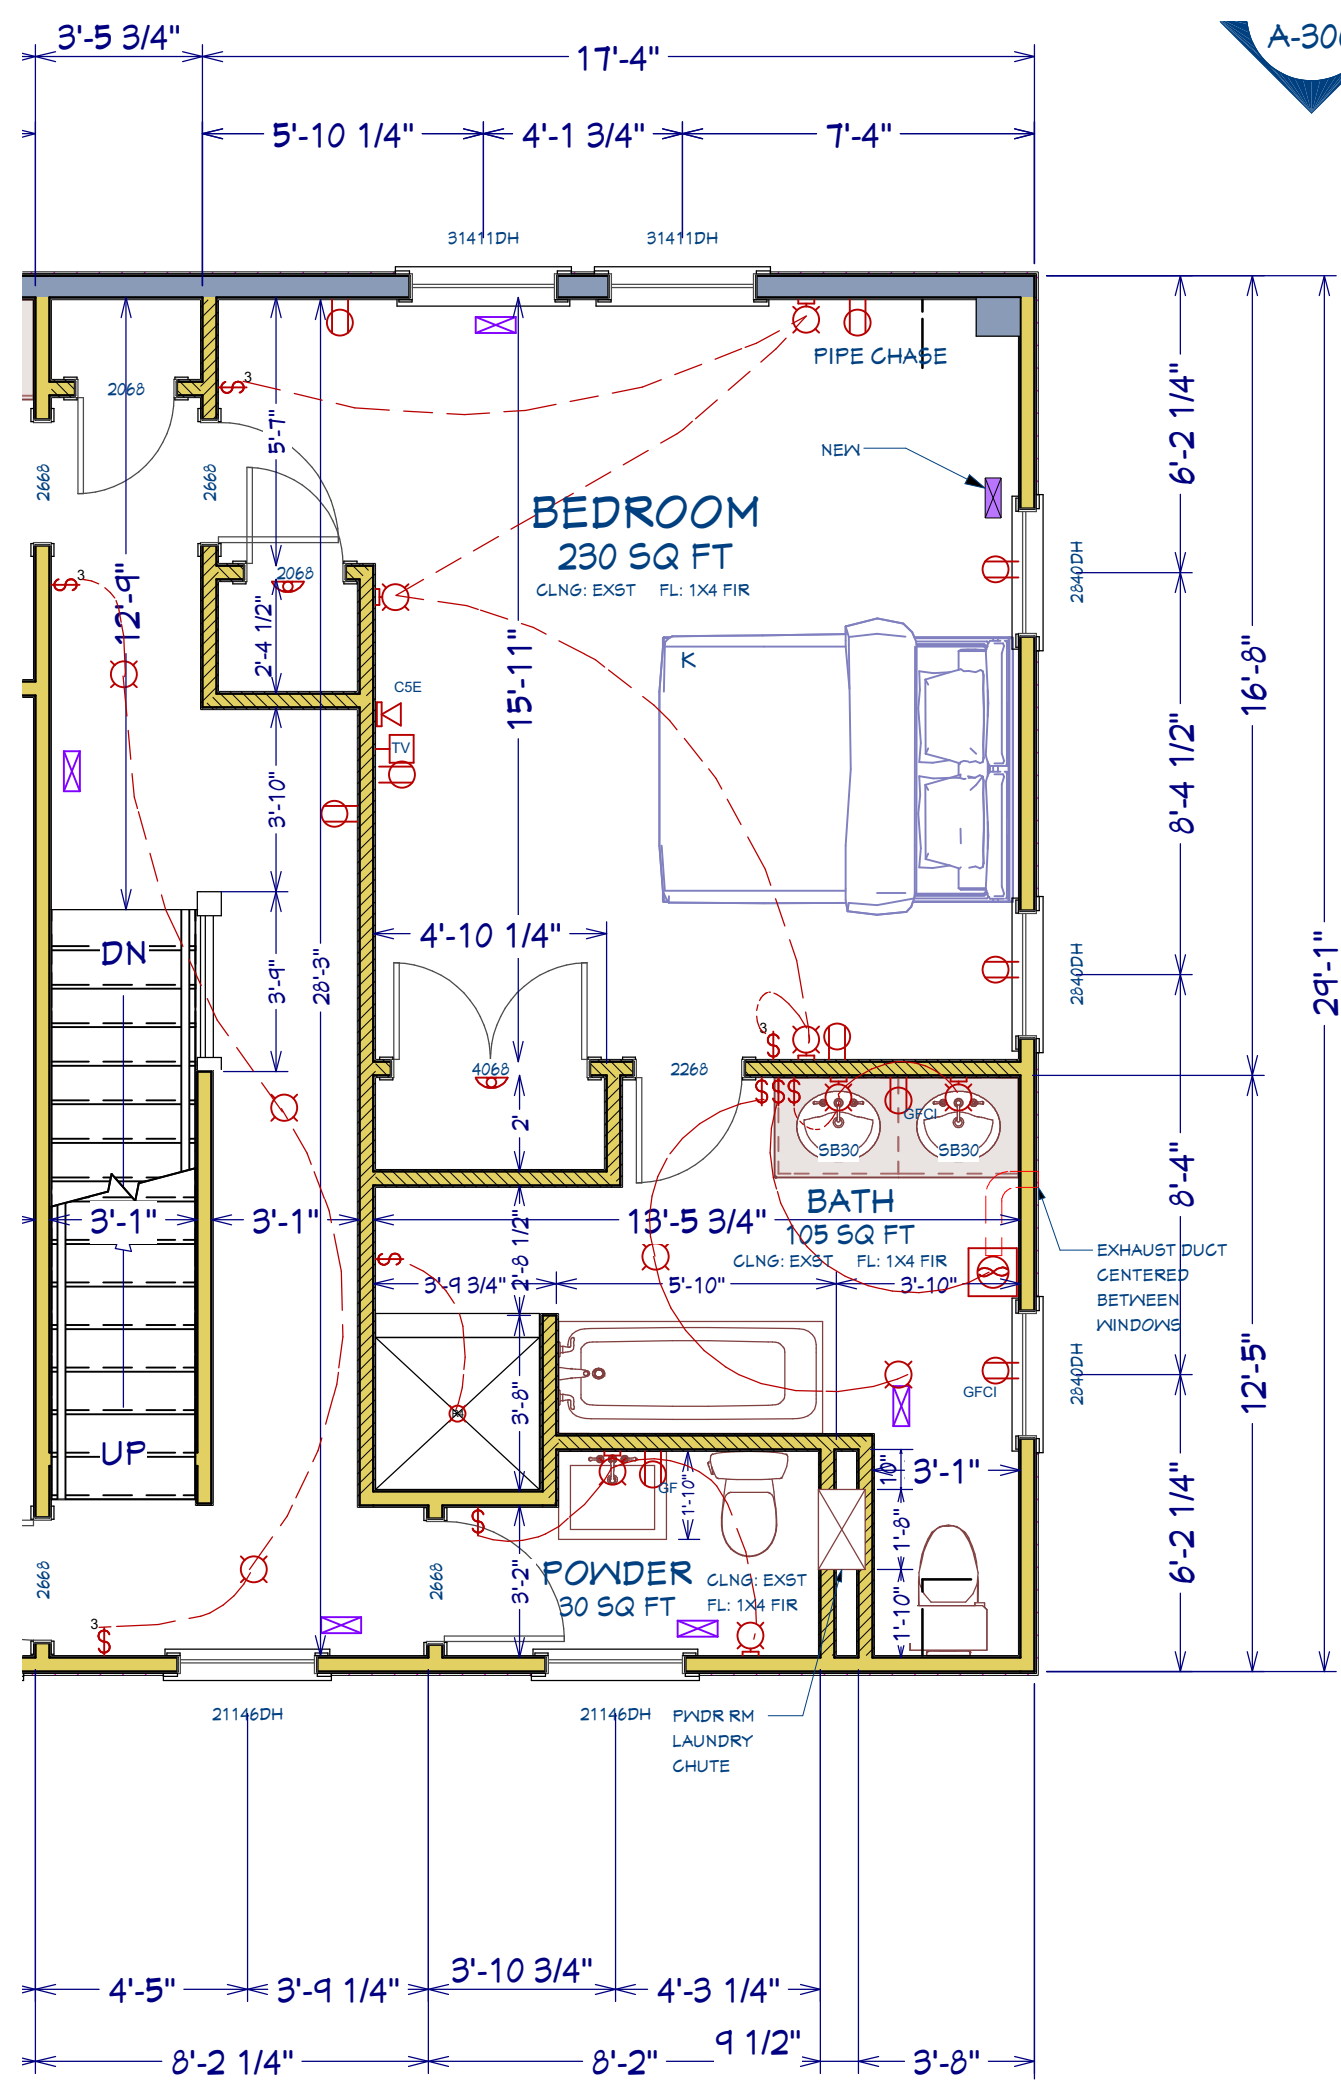 3'-5 3/4"
17'-4"
A-30
5'-10 1/4"
4'-1 3/4"
7'-4"
31411DH
31411DH
PIPE CHASE
2068
3
5'-7"
6'-2 1/4"
NEW
2668
2668
BEDROOM
230 SQ FT
CLNG: EXST FL: 1X4 FIR
2840DH
2068
3
12'-9"
2'-4 1/2"
K
15'-11"
16'-8"
C5E
TV
3'-10"
8'-4 1/2"
4'-10 1/4"
DN
3'-9"
28'-3"
2840DH
29'-1"
3
4068
2268
$$$
GFCI
2'
SB30
SB30
8'-4"
BATH
105 SQ FT
CLNG: EXST FL: 1X4 FIR
3'-1"
3'-1"
13'-5 3/4"
2'-8 1/2"
3'-9 3/4"
5'-10"
3'-10"
EXHAUST DUCT
CENTERED
BETWEEN
WINDOWS
3'-8"
GFCI
2840DH
12'-5"
UP
GF
1'-10"
10"
3'-1"
1'-8"
6'-2 1/4"
2668
2668
3'-2"
POWDER
30 SQ FT
CLNG: EXST
FL: 1X4 FIR
1'-10"
3
21146DH
21146DH
PWDR RM
LAUNDRY
CHUTE
4'-5"
3'-9 1/4"
3'-10 3/4"
4'-3 1/4"
8'-2 1/4"
8'-2"
9 1/2"
3'-8"